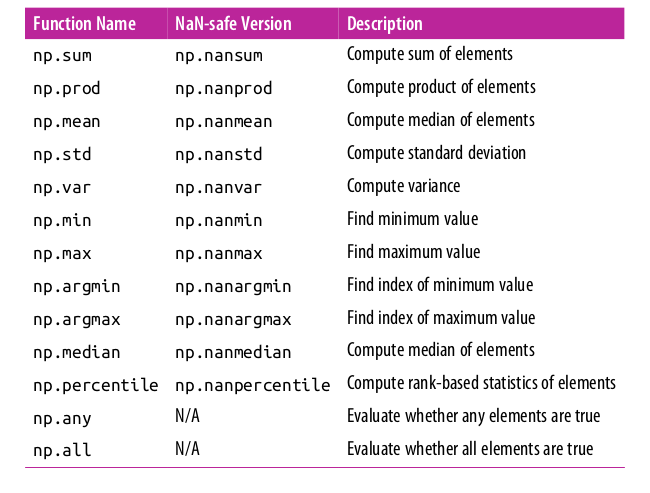 Function Name NaN-safe Version Description
np.sum np.nansum Compute sum of elements
np.prod np.nanprod Compute product of elements
np.mean np.nanmean Compute median of elements
np.std np.nanstd Compute standard deviation
np.var np.nanvar Compute variance
np.min np.nanmin Find minimum value
np.max np.nanmax Find maximum value
np.argmin np.nanargmin Find index of minimum value
np.argmax np.nanargmax Find index of maximum value
np.median np.nanmedian Compute median of elements
np.percentile np.nanpercentile Compute rank-based statistics of elements
np.any N/A Evaluate whether any elements are true
np.all N/A Evaluate whether all elements are true